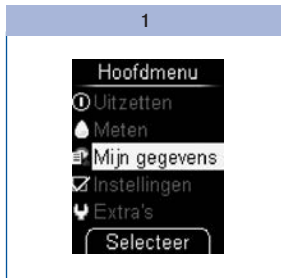 1
Hoofdmenu
Uitzetten
Meten
Mijn gegevens
Instellingen
Extra's
Selecteer